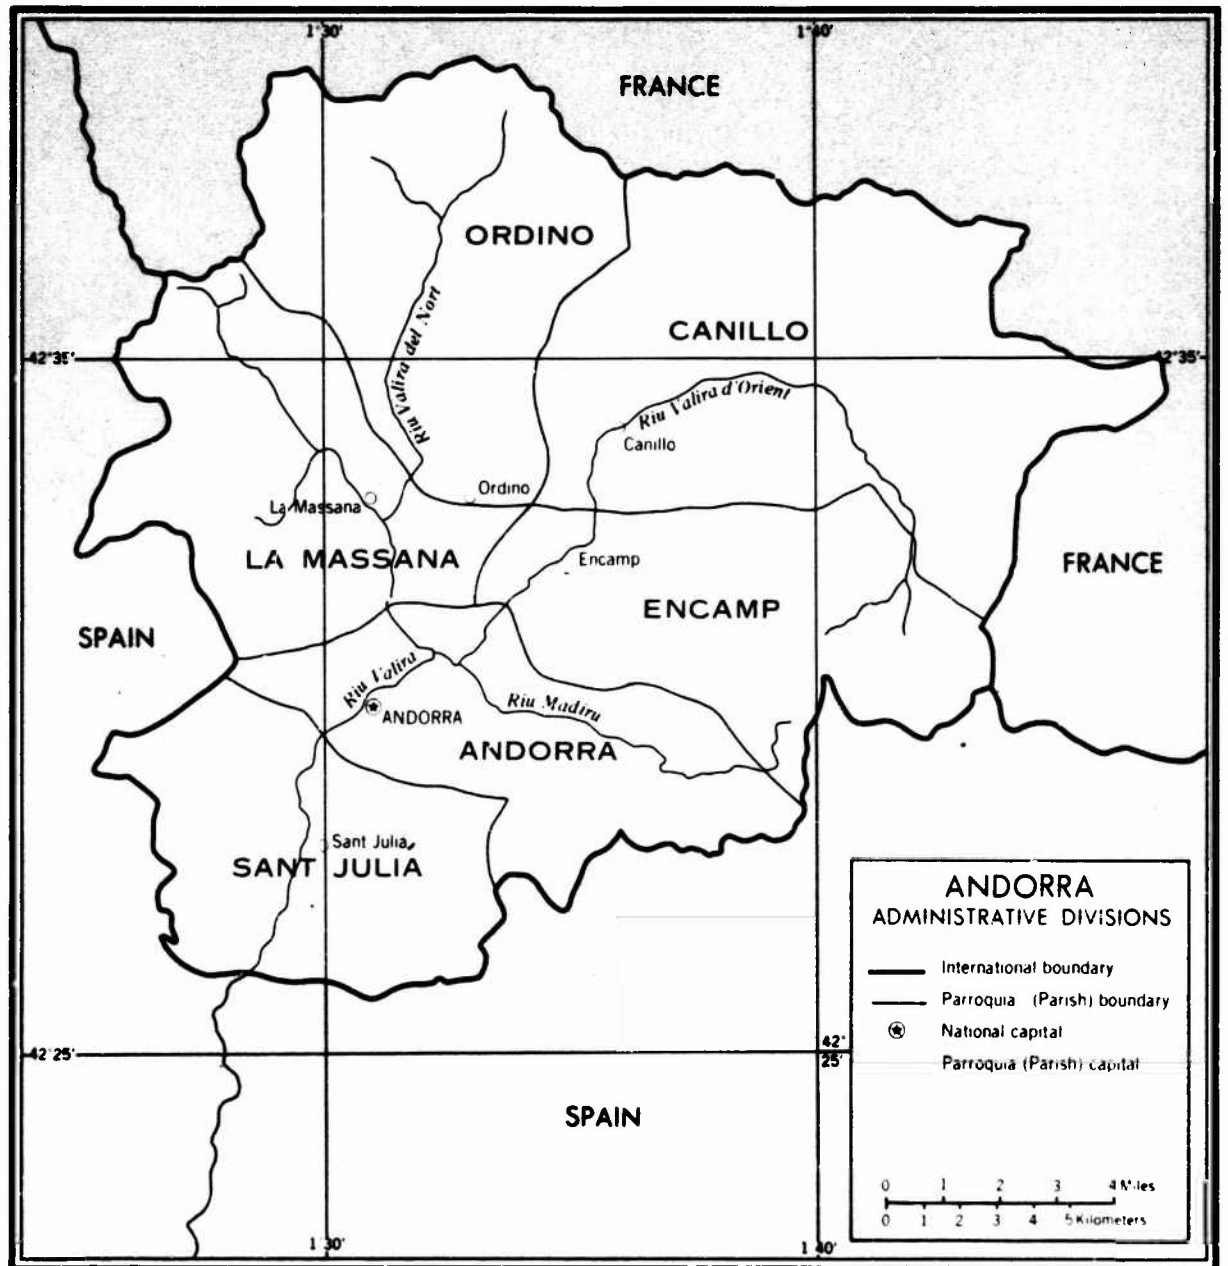 1°30'
1°40'
FRANCE
ORDINO
Riu Valira del Nort
CANILLO
42°35'
42°35'
Riu Valira d'Orient
Canillo
Ordino
La Massana
LA MASSANA
Encamp
FRANCE
ENCAMP
SPAIN
Riu Valira
Riu Madiru
ANDORRA
ANDORRA
Sant Julia
SANT JULIA
ANDORRA
ADMINISTRATIVE DIVISIONS
International boundary
Parroquia (Parish) boundary
National capital
Parroquia (Parish) capital
0 1 2 3 4 Miles
0 1 2 3 4 5 Kilometers
42°25'
42°
25'
SPAIN
1 30'
1 40'